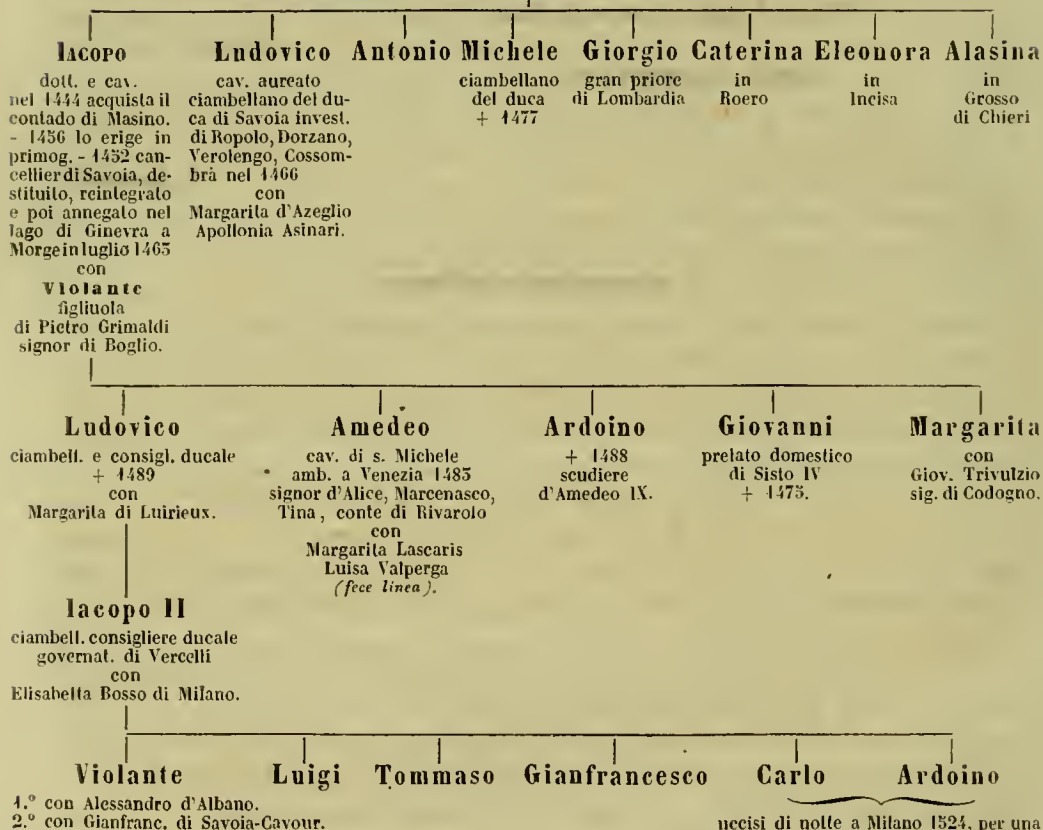 Iacopo
dott. e cav.
nel 1444 acquista il
contado di Masino.
- 1456 lo erige in
primog. - 1452 can-
cellier di Savoia, de-
stituito, reintegrato
e poi annegato nel
lago di Ginevra a
Morge in luglio 1465
con
Violante
figliuola
di Pietro Grimaldi
signor di Boglio.
Ludovico
cav. aureato
ciambellano del du-
ca di Savoia invest.
di Ropolo, Dorzano,
Verolengo, Cossom-
brà nel 1466
con
Margarita d'Azeglio
Apollonia Asinari.
Antonio
Michele
ciambellano
del duca
+ 1477
Giorgio
gran priore
di Lombardia
Caterina
in
Roero
Eleonora
in
Incisa
Alasina
in
Grosso
di Chieri
Ludovico
ciambell. e consigl. ducale
+ 1489
con
Margarita di Luirieux.
Amedeo
cav. di s. Michele
amb. a Venezia 1485
signor d'Alice, Marcenasco,
Tina, conte di Rivarolo
con
Margarita Lascaris
Luisa Valperga
(fece linea).
Ardoino
+ 1488
scudiere
d'Amedeo IX.
Giovanni
prelato domestico
di Sisto IV
+ 1475.
Margarita
con
Giov. Trivulzio
sig. di Codogno.
Iacopo II
ciambell. consigliere ducale
governat. di Vercelli
con
Elisabetta Bosso di Milano.
Violante
1.º con Alessandro d'Albano.
2.º con Gianfranc. di Savoia-Cavour.
Luigi
Tommaso
Gianfrancesco
Carlo
Ardoino
uccisi di notte a Milano 1524, per una